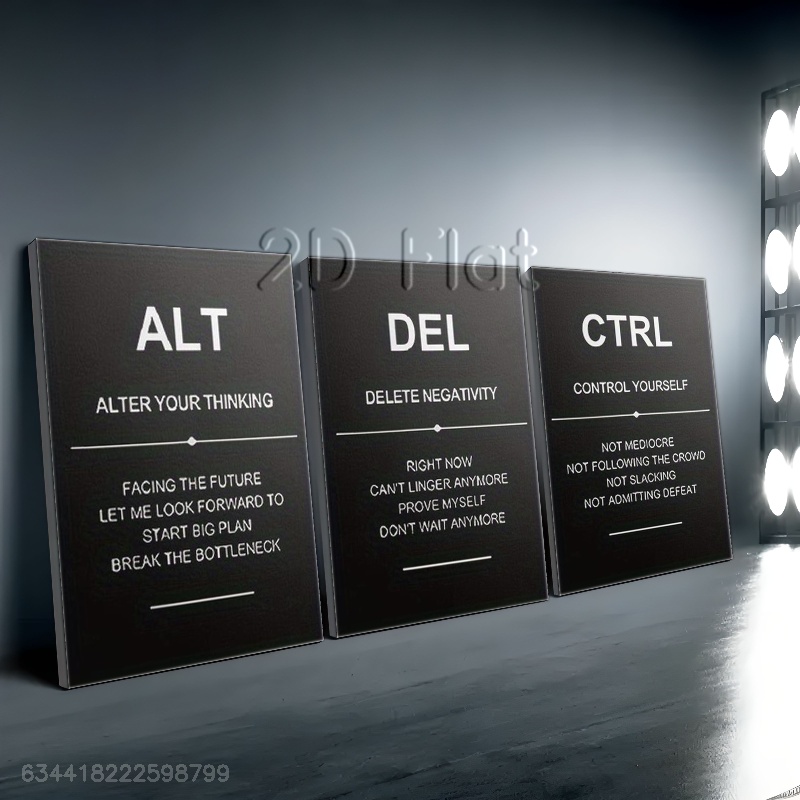 2D Flat
ALT
ALTER YOUR THINKING
FACING THE FUTURE
LET ME LOOK FORWARD TO
START BIG PLAN
BREAK THE BOTTLENECK
DEL
DELETE NEGATIVITY
RIGHT NOW
CAN'T LINGER ANYMORE
PROVE MYSELF
DON'T WAIT ANYMORE
CTRL
CONTROL YOURSELF
NOT MEDIOCRE
NOT FOLLOWING THE CROWD
NOT SLACKING
NOT ADMITTING DEFEAT
634418222598799